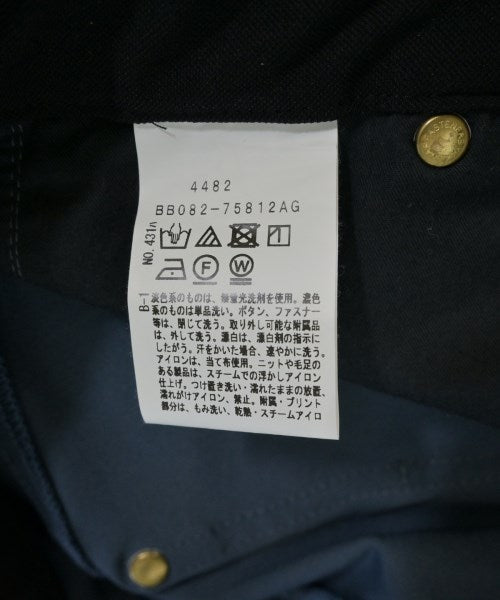 4482
BB082-75812AG
NO.431A
F
W
B-1
淡色系のものは、無蛍光洗剤を使用。濃色
系のものは単品洗い。ボタン、ファスナー
等は、閉じて洗う。取り外し可能な附属品
は、外して洗う。漂白は、漂白剤の指示に
したがう。汗をかいた場合、速やかに洗う。
アイロンは、当て布使用。ニットや毛足の
ある製品は、スチームでの浮かしアイロン
仕上げ。つけ置き洗い・濡れたままの放置、
濡れがけアイロン、禁止。附属・プリント
部分は、もみ洗い、乾熱・スチームアイロ